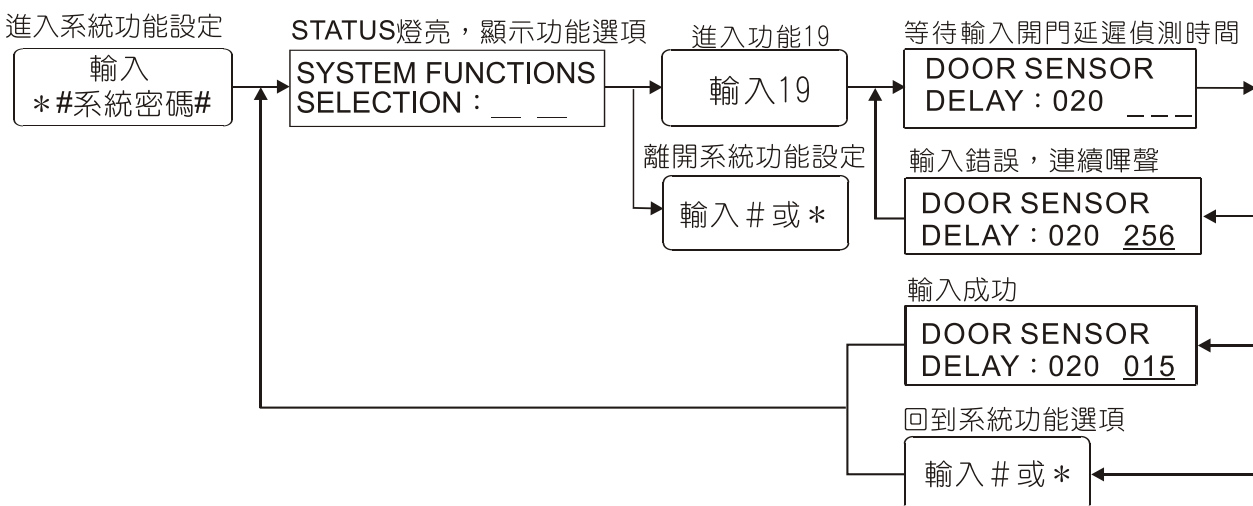 進入系統功能設定
輸入
＊#系統密碼#
STATUS燈亮，顯示功能選項
SYSTEM FUNCTIONS
SELECTION：＿ ＿
進入功能19
輸入19
離開系統功能設定
輸入＃或＊
等待輸入開門延遲偵測時間
DOOR SENSOR
DELAY：020 ＿＿＿
輸入錯誤，連續嗶聲
DOOR SENSOR
DELAY：020 256
輸入成功
DOOR SENSOR
DELAY：020 015
回到系統功能選項
輸入＃或＊